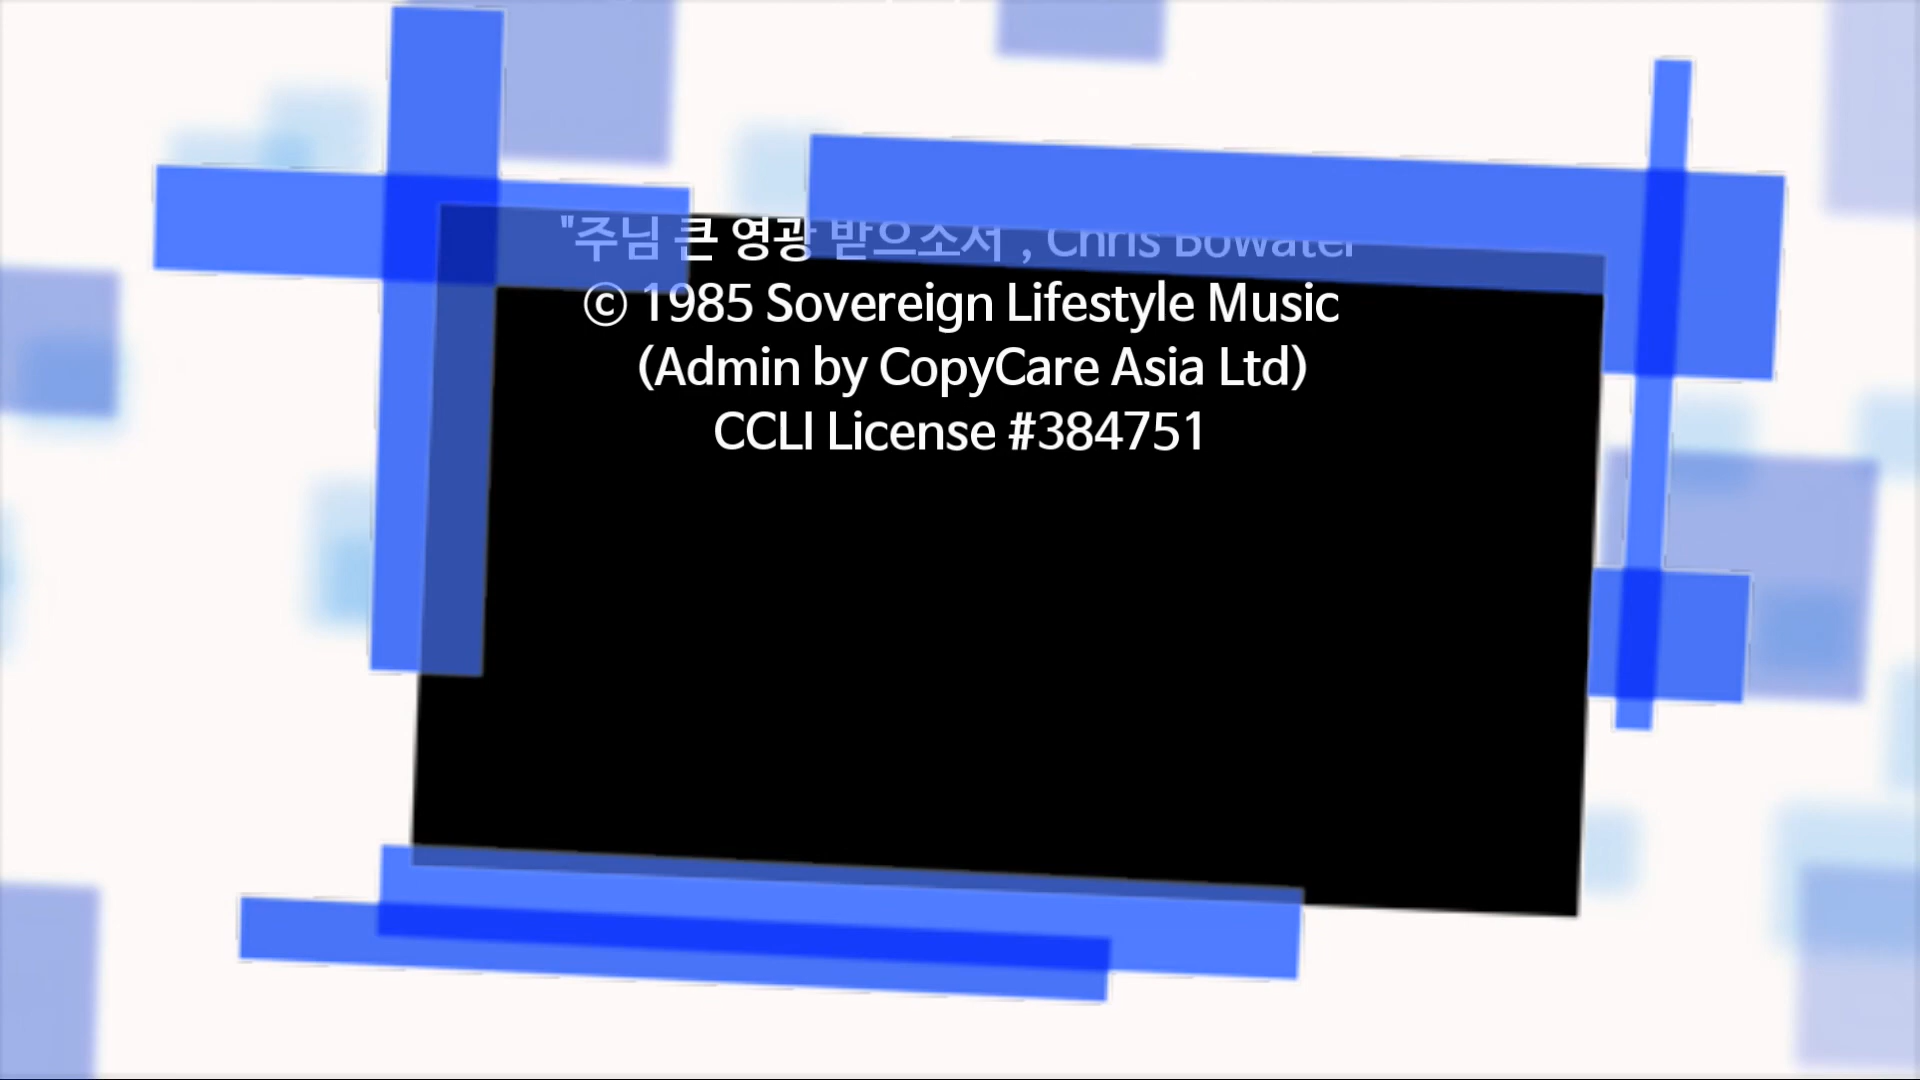 "주님 큰 영광 받으소서 , Chris Bowater
© 1985 Sovereign Lifestyle Music
(Admin by CopyCare Asia Ltd)
CCLI License #384751